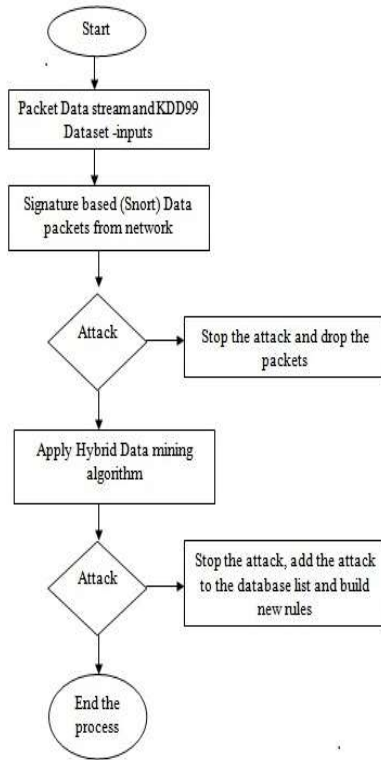 Start
Packet Data stream and KDD99
Dataset -inputs
Signature based (Snort) Data
packets from network
Attack
Stop the attack and drop the
packets
Apply Hybrid Data mining
algorithm
Attack
Stop the attack, add the attack
to the database list and build
new rules
End the
process